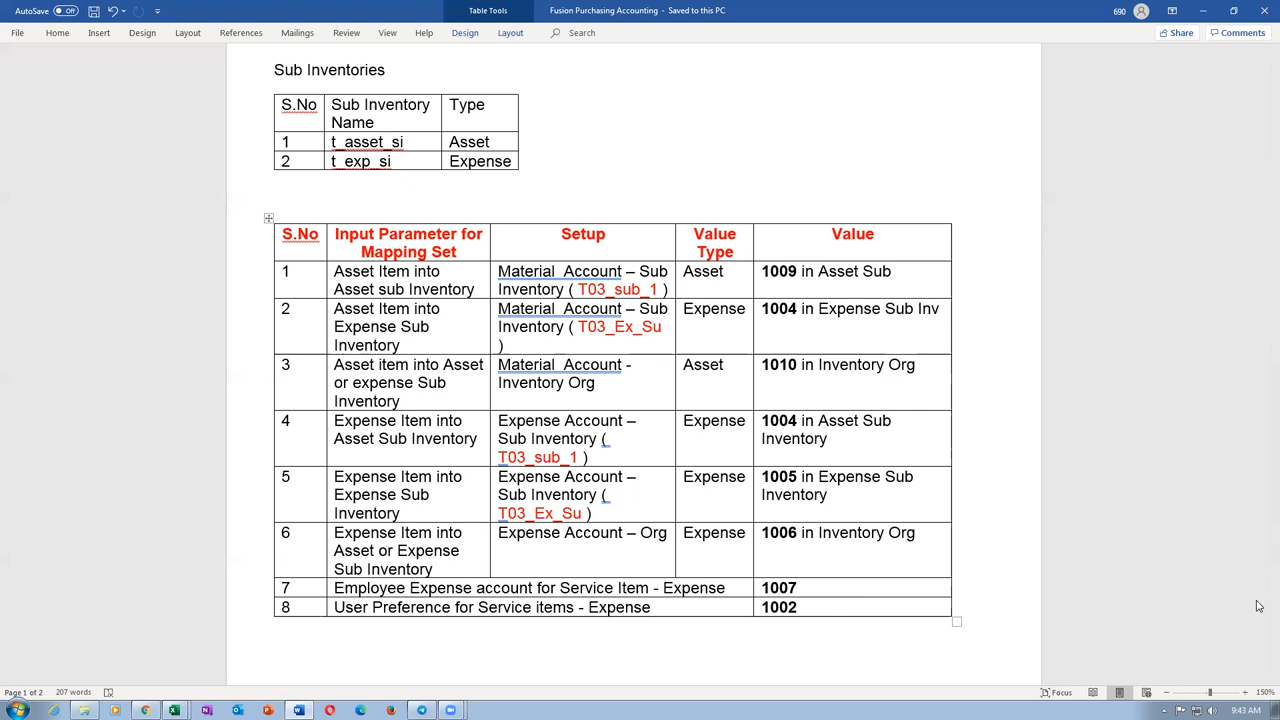 AutoSave Off
Table Tools
Fusion Purchasing Accounting - Saved to this PC
690
File Home Insert Design Layout References Mailings Review View Help Design Layout Search
Share Comments
Sub Inventories
S.No Sub Inventory Type
Name
1 t_asset_si Asset
2 t_exp_si Expense
S.No Input Parameter for Setup Value Value
Mapping Set Type
1 Asset Item into Material Account – Sub Asset 1009 in Asset Sub
Asset sub Inventory Inventory ( T03_sub_1 )
2 Asset Item into Material Account – Sub Expense 1004 in Expense Sub Inv
Expense Sub Inventory ( T03_Ex_Su
Inventory )
3 Asset item into Asset Material Account - Asset 1010 in Inventory Org
or expense Sub Inventory Org
Inventory
4 Expense Item into Expense Account – Expense 1004 in Asset Sub
Asset Sub Inventory Sub Inventory ( Inventory
T03_sub_1 )
5 Expense Item into Expense Account – Expense 1005 in Expense Sub
Expense Sub Sub Inventory ( Inventory
Inventory T03_Ex_Su )
6 Expense Item into Expense Account – Org Expense 1006 in Inventory Org
Asset or Expense
Sub Inventory
7 Employee Expense account for Service Item - Expense 1007
8 User Preference for Service items - Expense 1002
Page 1 of 2 207 words
Focus
150%
9:43 AM